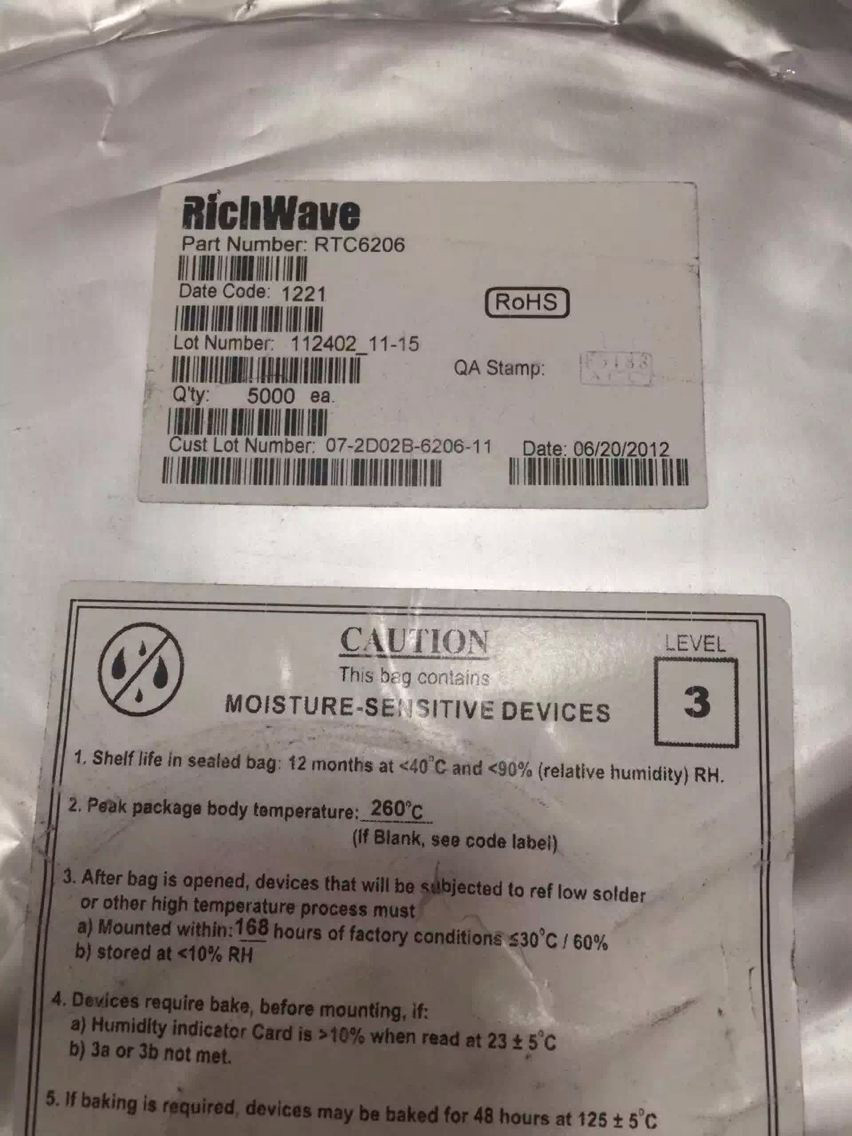 RichWave
Part Number: RTC6206
Date Code: 1221
RoHS
Lot Number: 112402_11-15
QA Stamp:
Q'ty: 5000 ea.
Cust Lot Number: 07-2D02B-6206-11
Date: 06/20/2012
CAUTION
LEVEL
This bag contains
3
MOISTURE-SENSITIVE DEVICES
1. Shelf life in sealed bag: 12 months at <40°C and <90% (relative humidity) RH.
2. Peak package body temperature: 260°C
(If Blank, see code label)
3. After bag is opened, devices that will be subjected to ref low solder
or other high temperature process must
a) Mounted within: 168 hours of factory conditions ≤30°C / 60%
b) stored at <10% RH
4. Devices require bake, before mounting, if:
a) Humidity indicator Card is >10% when read at 23 ± 5°C
b) 3a or 3b not met.
5. If baking is required, devices may be baked for 48 hours at 125 ± 5°C